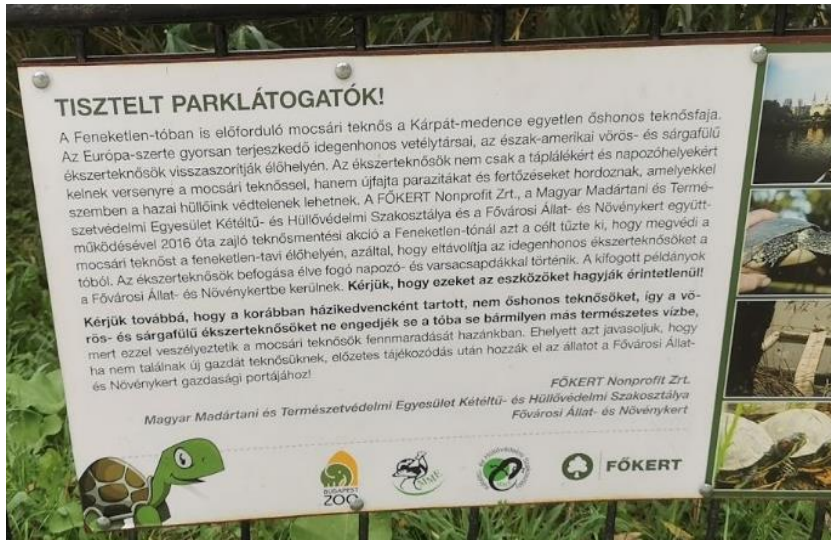 TISZTELT PARKLÁTOGATÓK!
A Feneketlen-tóban is előforduló mocsári teknős a Kárpát-medence egyetlen őshonos teknősfaja.
Az Európa-szerte gyorsan terjeszkedő idegenhonos vetélytársai, az észak-amerikai vörös- és sárgafülű
ékszerteknősök visszaszorítják élőhelyén. Az ékszerteknősök nem csak a táplálékért és napozóhelyekért
kelnek versenyre a mocsári teknőssel, hanem újfajta parazitákat és fertőzéseket hordoznak, amelyekkel
szemben a hazai hüllőink védtelenek lehetnek. A FŐKERT Nonprofit Zrt., a Magyar Madártani és Termé-
szetvédelmi Egyesület Kétéltű- és Hüllővédelmi Szakosztálya és a Fővárosi Állat- és Növénykert együtt-
működésével 2016 óta zajló teknősmentési akció a Feneketlen-tónál azt a célt tűzte ki, hogy megvédi a
mocsári teknőst a feneketlen-tavi élőhelyén, azáltal, hogy eltávolítja az idegenhonos ékszerteknősöket a
tóból. Az ékszerteknősök befogása élve fogó napozó- és varsacsapdákkal történik. A kifogott példányok
a Fővárosi Állat- és Növénykertbe kerülnek. Kérjük, hogy ezeket az eszközöket hagyják érintetlenül!
Kérjük továbbá, hogy a korábban házikedvencként tartott, nem őshonos teknősöket, így a vö-
rös- és sárgafülű ékszerteknősöket ne engedjék se a tóba se bármilyen más természetes vízbe,
mert ezzel veszélyeztetik a mocsári teknősök fennmaradását hazánkban. Ehelyett azt javasoljuk, hogy
ha nem találnak új gazdát teknősüknek, előzetes tájékozódás után hozzák el az állatot a Fővárosi Állat-
és Növénykert gazdasági portájához!
FŐKERT Nonprofit Zrt.
Magyar Madártani és Természetvédelmi Egyesület Kétéltű- és Hüllővédelmi Szakosztálya
Fővárosi Állat- és Növénykert
BUDAPEST
ZOO
MME
FŐKERT